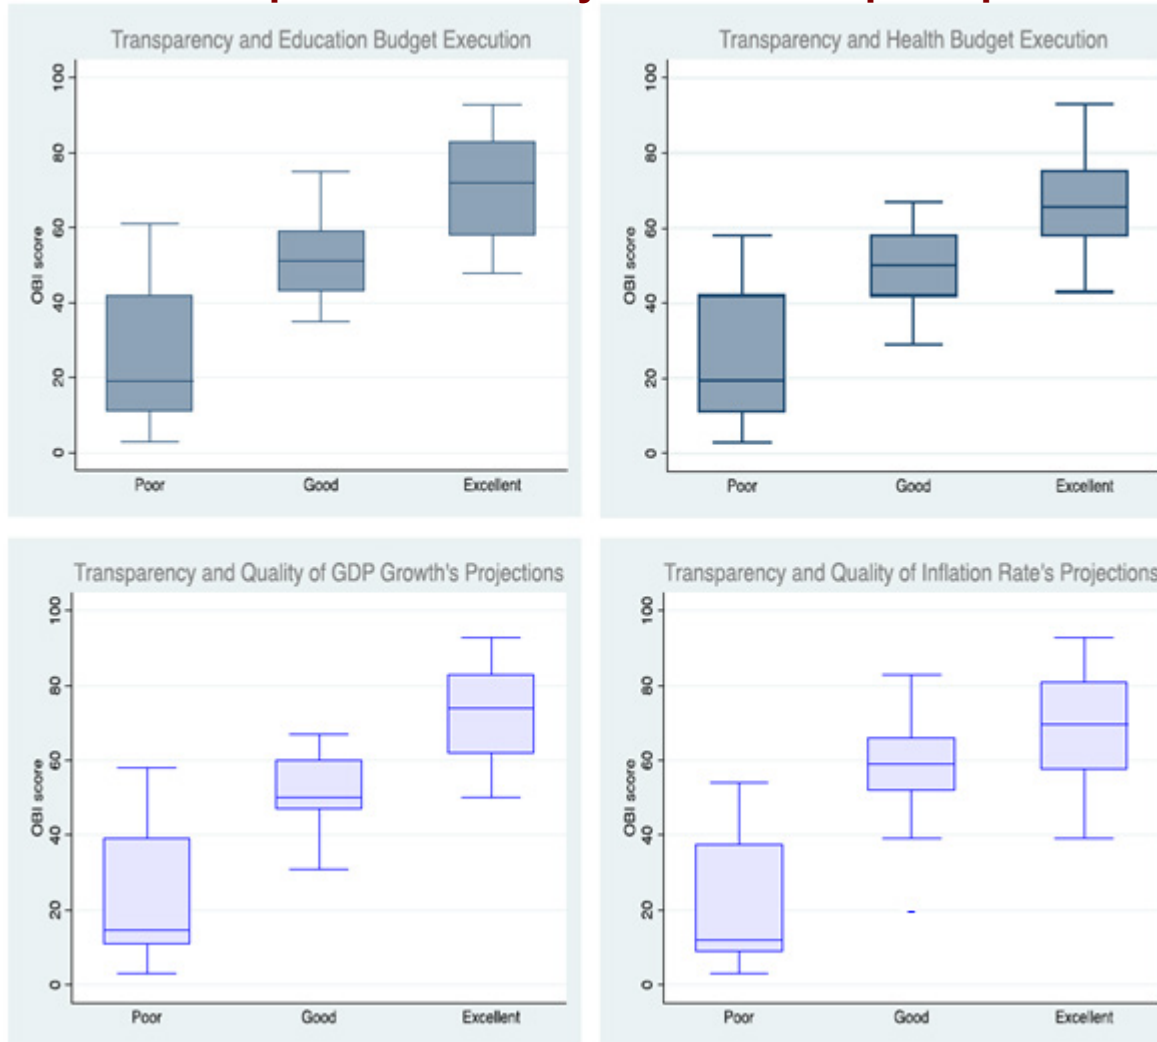 Transparency and Education Budget Execution
100
80
60
40
20
0
OBI score
Poor Good Excellent
Transparency and Health Budget Execution
100
80
60
40
20
0
OBI score
Poor Good Excellent
Transparency and Quality of GDP Growth's Projections
100
80
60
40
20
0
OBI score
Poor Good Excellent
Transparency and Quality of Inflation Rate's Projections
100
80
60
40
20
0
OBI score
Poor Good Excellent